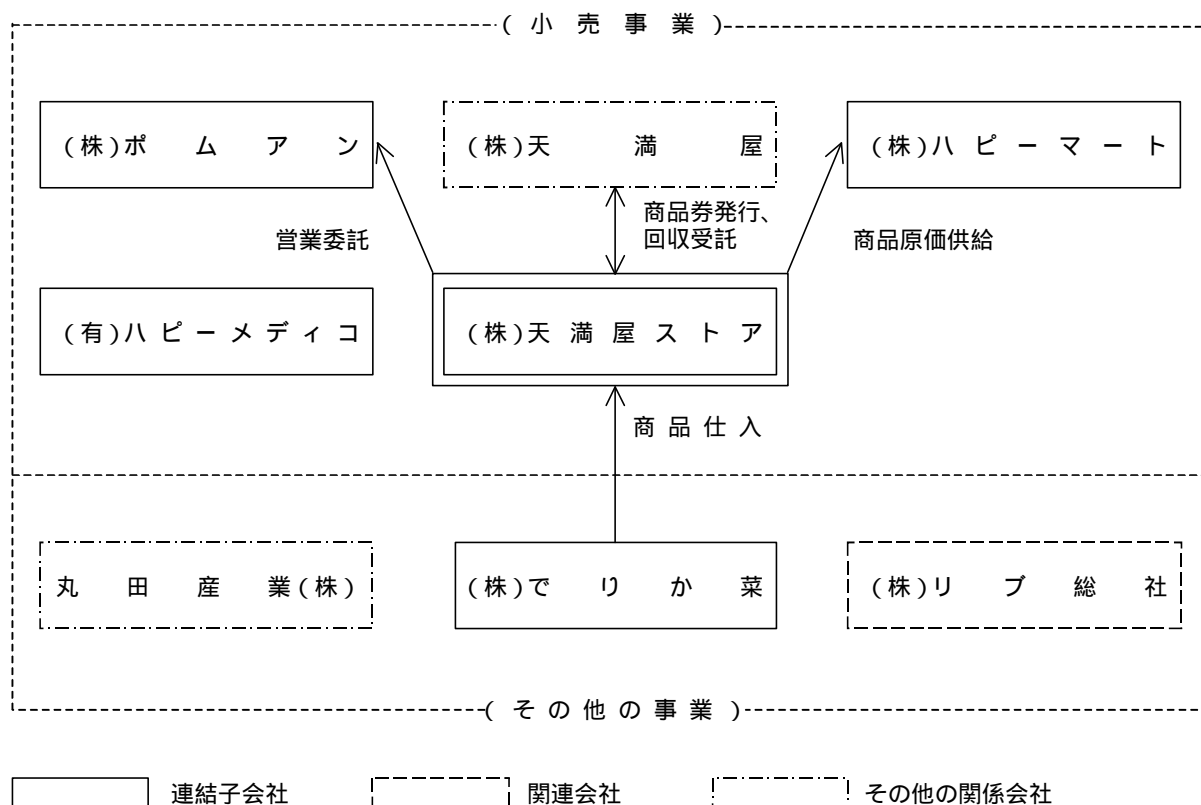 (小売事業)
(株)ポムアン
(株)天満屋
(株)ハピーマート
商品券発行、
回収受託
営業委託
商品原価供給
(有)ハピーメディコ
(株)天満屋ストア
商品仕入
丸田産業(株)
(株)でりか菜
(株)リブ総社
(その他の事業)
連結子会社
関連会社
その他の関係会社